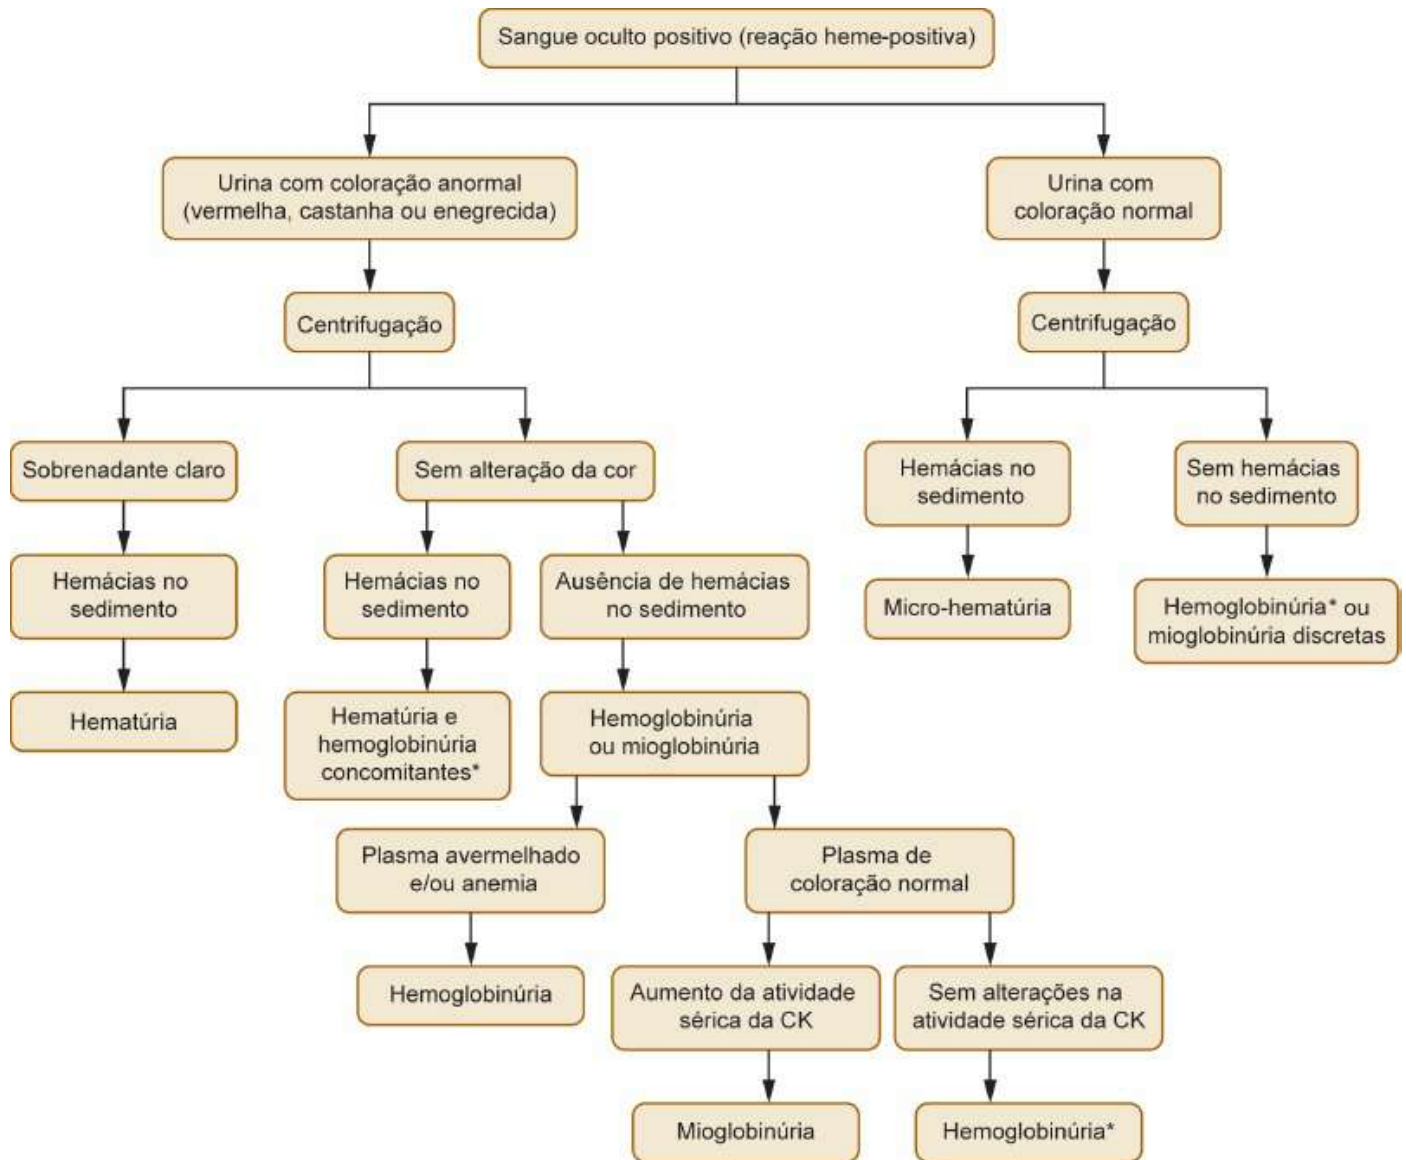 Sangue oculto positivo (reação heme-positiva)
Urina com coloração anormal
(vermelha, castanha ou enegrecida)
Urina com
coloração normal
Centrifugação
Centrifugação
Sobrenadante claro
Sem alteração da cor
Hemácias no
sedimento
Sem hemácias
no sedimento
Hemácias no
sedimento
Hemácias no
sedimento
Ausência de hemácias
no sedimento
Micro-hematúria
Hemoglobinúria* ou
mioglobinúria discretas
Hematúria
Hematúria e
hemoglobinúria
concomitantes*
Hemoglobinúria
ou mioglobinúria
Plasma avermelhado
e/ou anemia
Plasma de
coloração normal
Hemoglobinúria
Aumento da atividade
sérica da CK
Sem alterações na
atividade sérica da CK
Mioglobinúria
Hemoglobinúria*